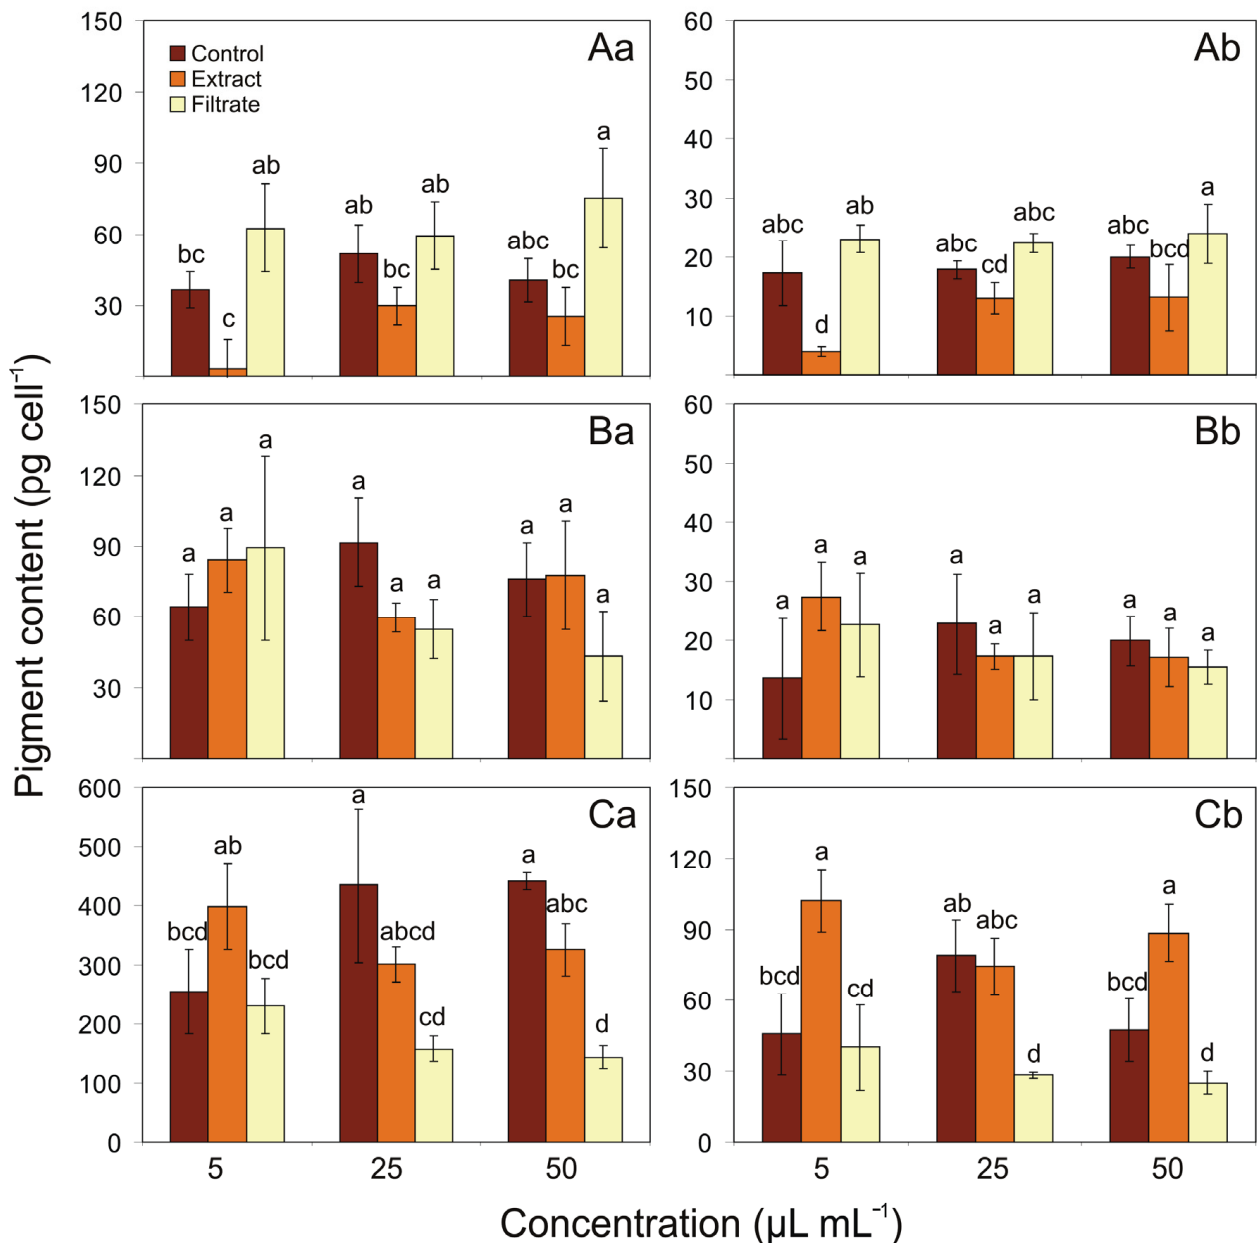 Pigment content (pg cell⁻¹)
150
120
90
60
30
Aa
Control
Extract
Filtrate
bc
c
ab
ab
bc
ab
abc
bc
a
60
50
40
30
20
10
Ab
abc
d
ab
abc
cd
abc
abc
bcd
a
150
120
90
60
30
Ba
a
a
a
a
a
a
a
a
a
60
50
40
30
20
10
Bb
a
a
a
a
a
a
a
a
a
600
500
400
300
200
100
0
Ca
bcd
ab
bcd
a
abcd
cd
a
abc
d
5
25
50
150
120
90
60
30
0
Cb
bcd
a
cd
ab
abc
d
bcd
a
d
5
25
50
Concentration (µL mL⁻¹)